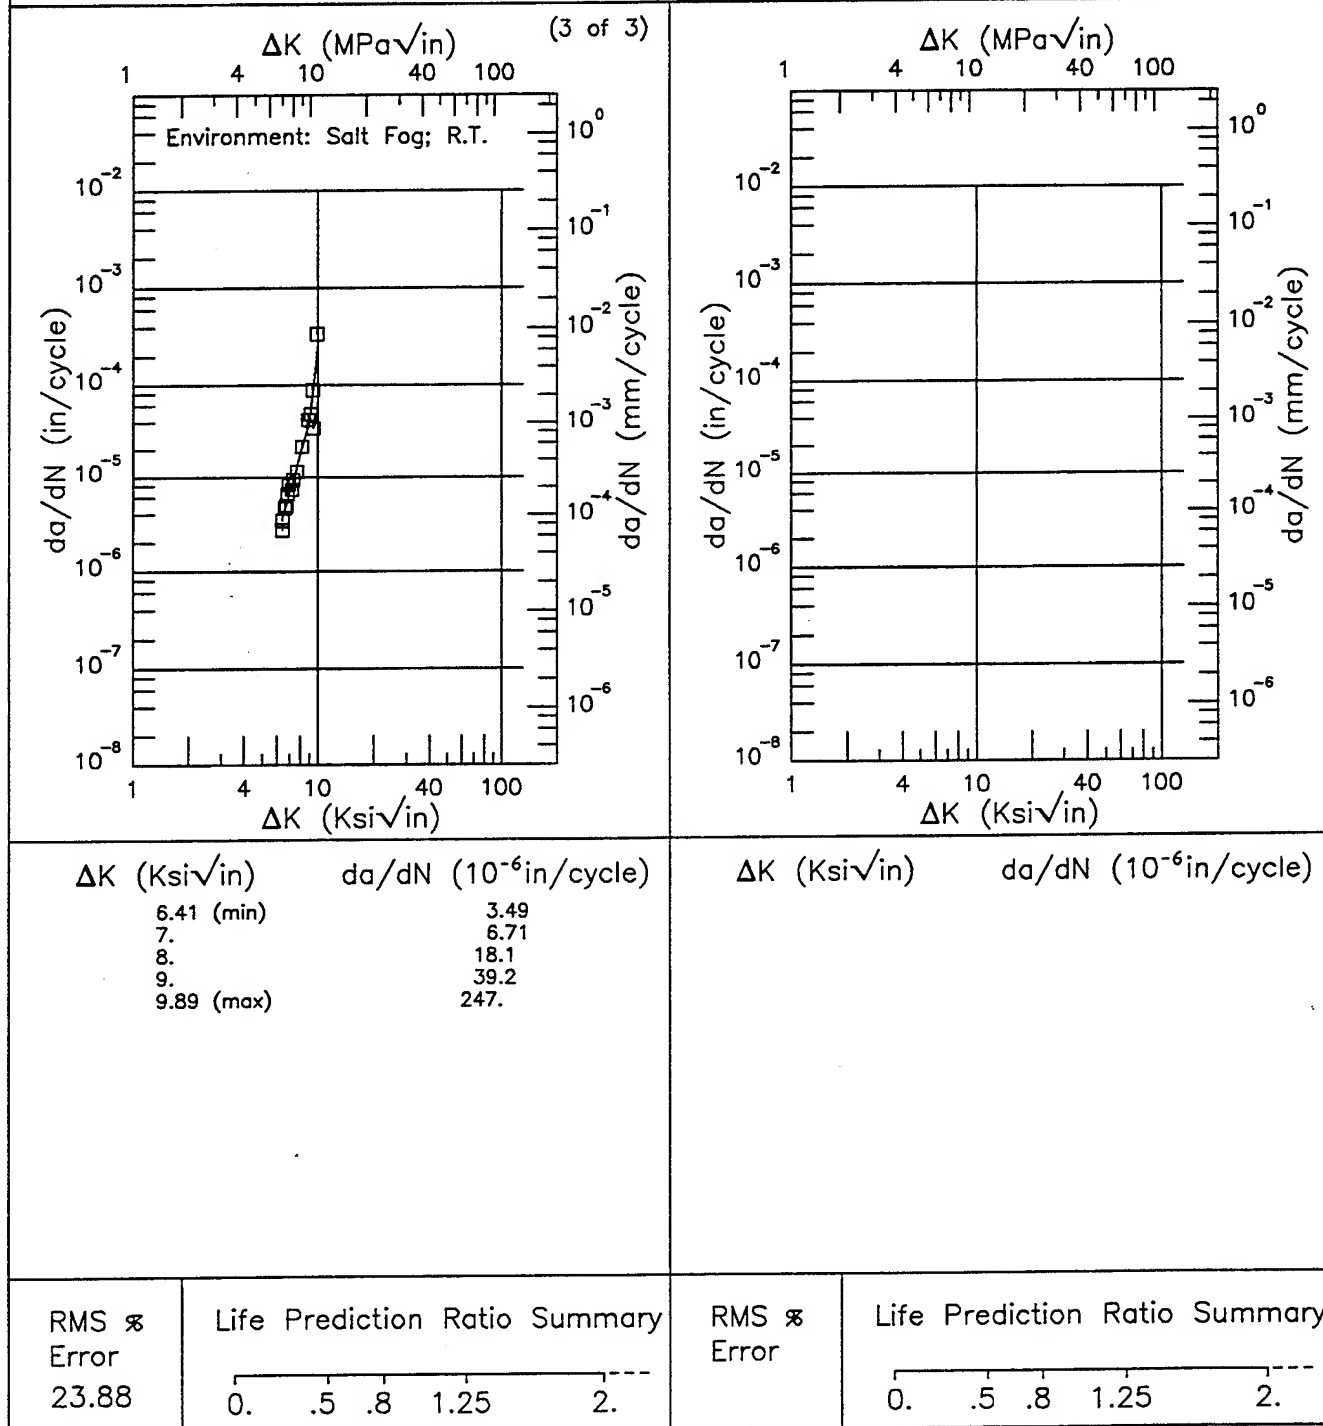 (3 of 3)
ΔK (MPa√in)
1 4 10 40 100
Environment: Salt Fog; R.T.
da/dN (in/cycle)
10⁻²
10⁻³
10⁻⁴
10⁻⁵
10⁻⁶
10⁻⁷
10⁻⁸
da/dN (mm/cycle)
10⁰
10⁻¹
10⁻²
10⁻³
10⁻⁴
10⁻⁵
10⁻⁶
1 4 10 40 100
ΔK (Ksi√in)
ΔK (MPa√in)
1 4 10 40 100
da/dN (in/cycle)
10⁻²
10⁻³
10⁻⁴
10⁻⁵
10⁻⁶
10⁻⁷
10⁻⁸
da/dN (mm/cycle)
10⁰
10⁻¹
10⁻²
10⁻³
10⁻⁴
10⁻⁵
10⁻⁶
1 4 10 40 100
ΔK (Ksi√in)
ΔK (Ksi√in) da/dN (10⁻⁶in/cycle)
6.41 (min) 3.49
7. 6.71
8. 18.1
9. 39.2
9.89 (max) 247.
ΔK (Ksi√in) da/dN (10⁻⁶in/cycle)
RMS %
Error
23.88
Life Prediction Ratio Summary
0. .5 .8 1.25 2.
RMS %
Error
Life Prediction Ratio Summary
0. .5 .8 1.25 2.